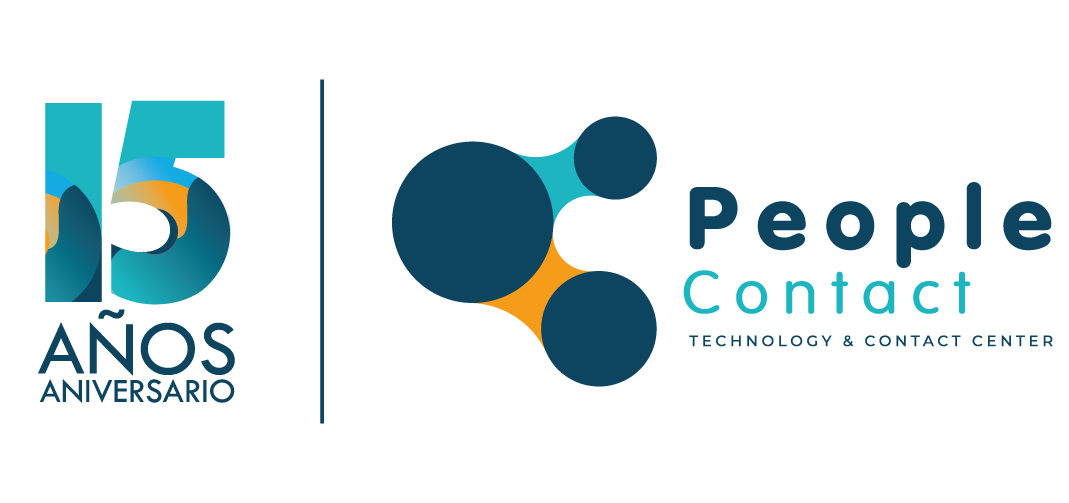 15
AÑOS
ANIVERSARIO
People
Contact
TECHNOLOGY & CONTACT CENTER